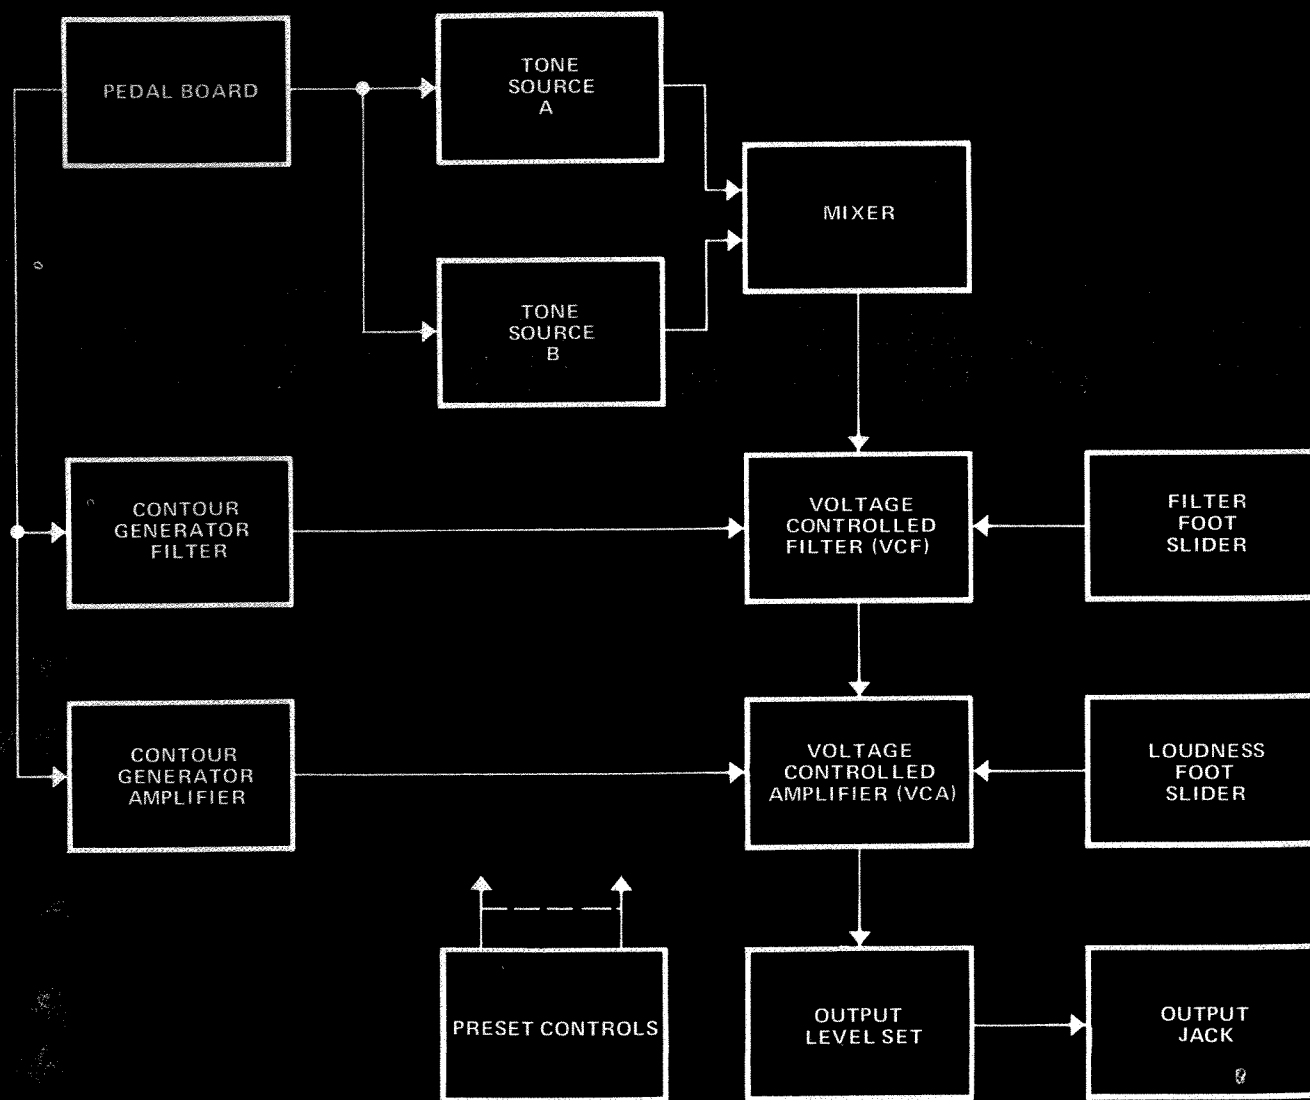 PEDAL BOARD
TONE
SOURCE
A
MIXER
TONE
SOURCE
B
CONTOUR
GENERATOR
FILTER
VOLTAGE
CONTROLLED
FILTER (VCF)
FILTER
FOOT
SLIDER
CONTOUR
GENERATOR
AMPLIFIER
VOLTAGE
CONTROLLED
AMPLIFIER (VCA)
LOUDNESS
FOOT
SLIDER
PRESET CONTROLS
OUTPUT
LEVEL SET
OUTPUT
JACK